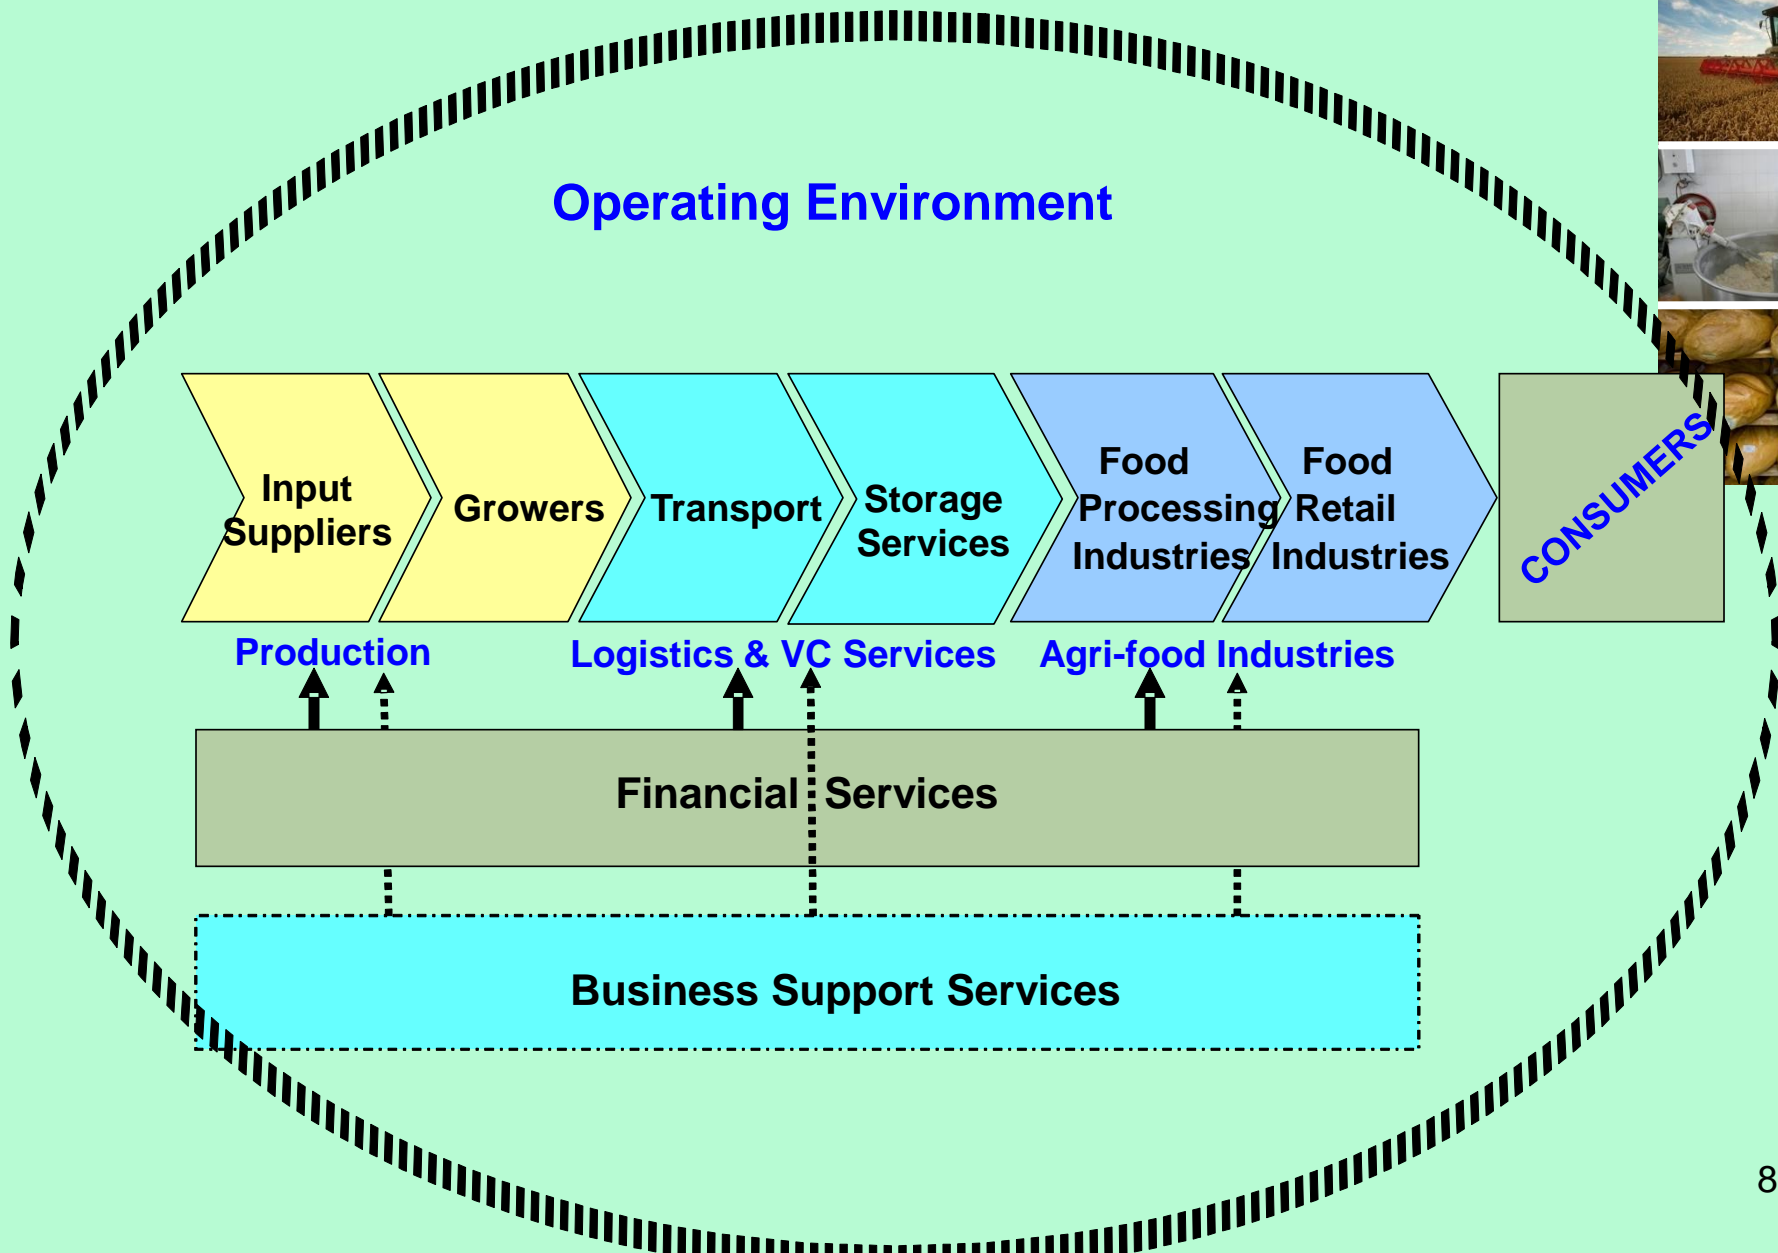 Operating Environment
Input
Suppliers
Growers
Transport
Storage
Services
Food
Processing
Industries
Food
Retail
Industries
CONSUMERS
Production
Logistics & VC Services
Agri-food Industries
Financial Services
Business Support Services
8